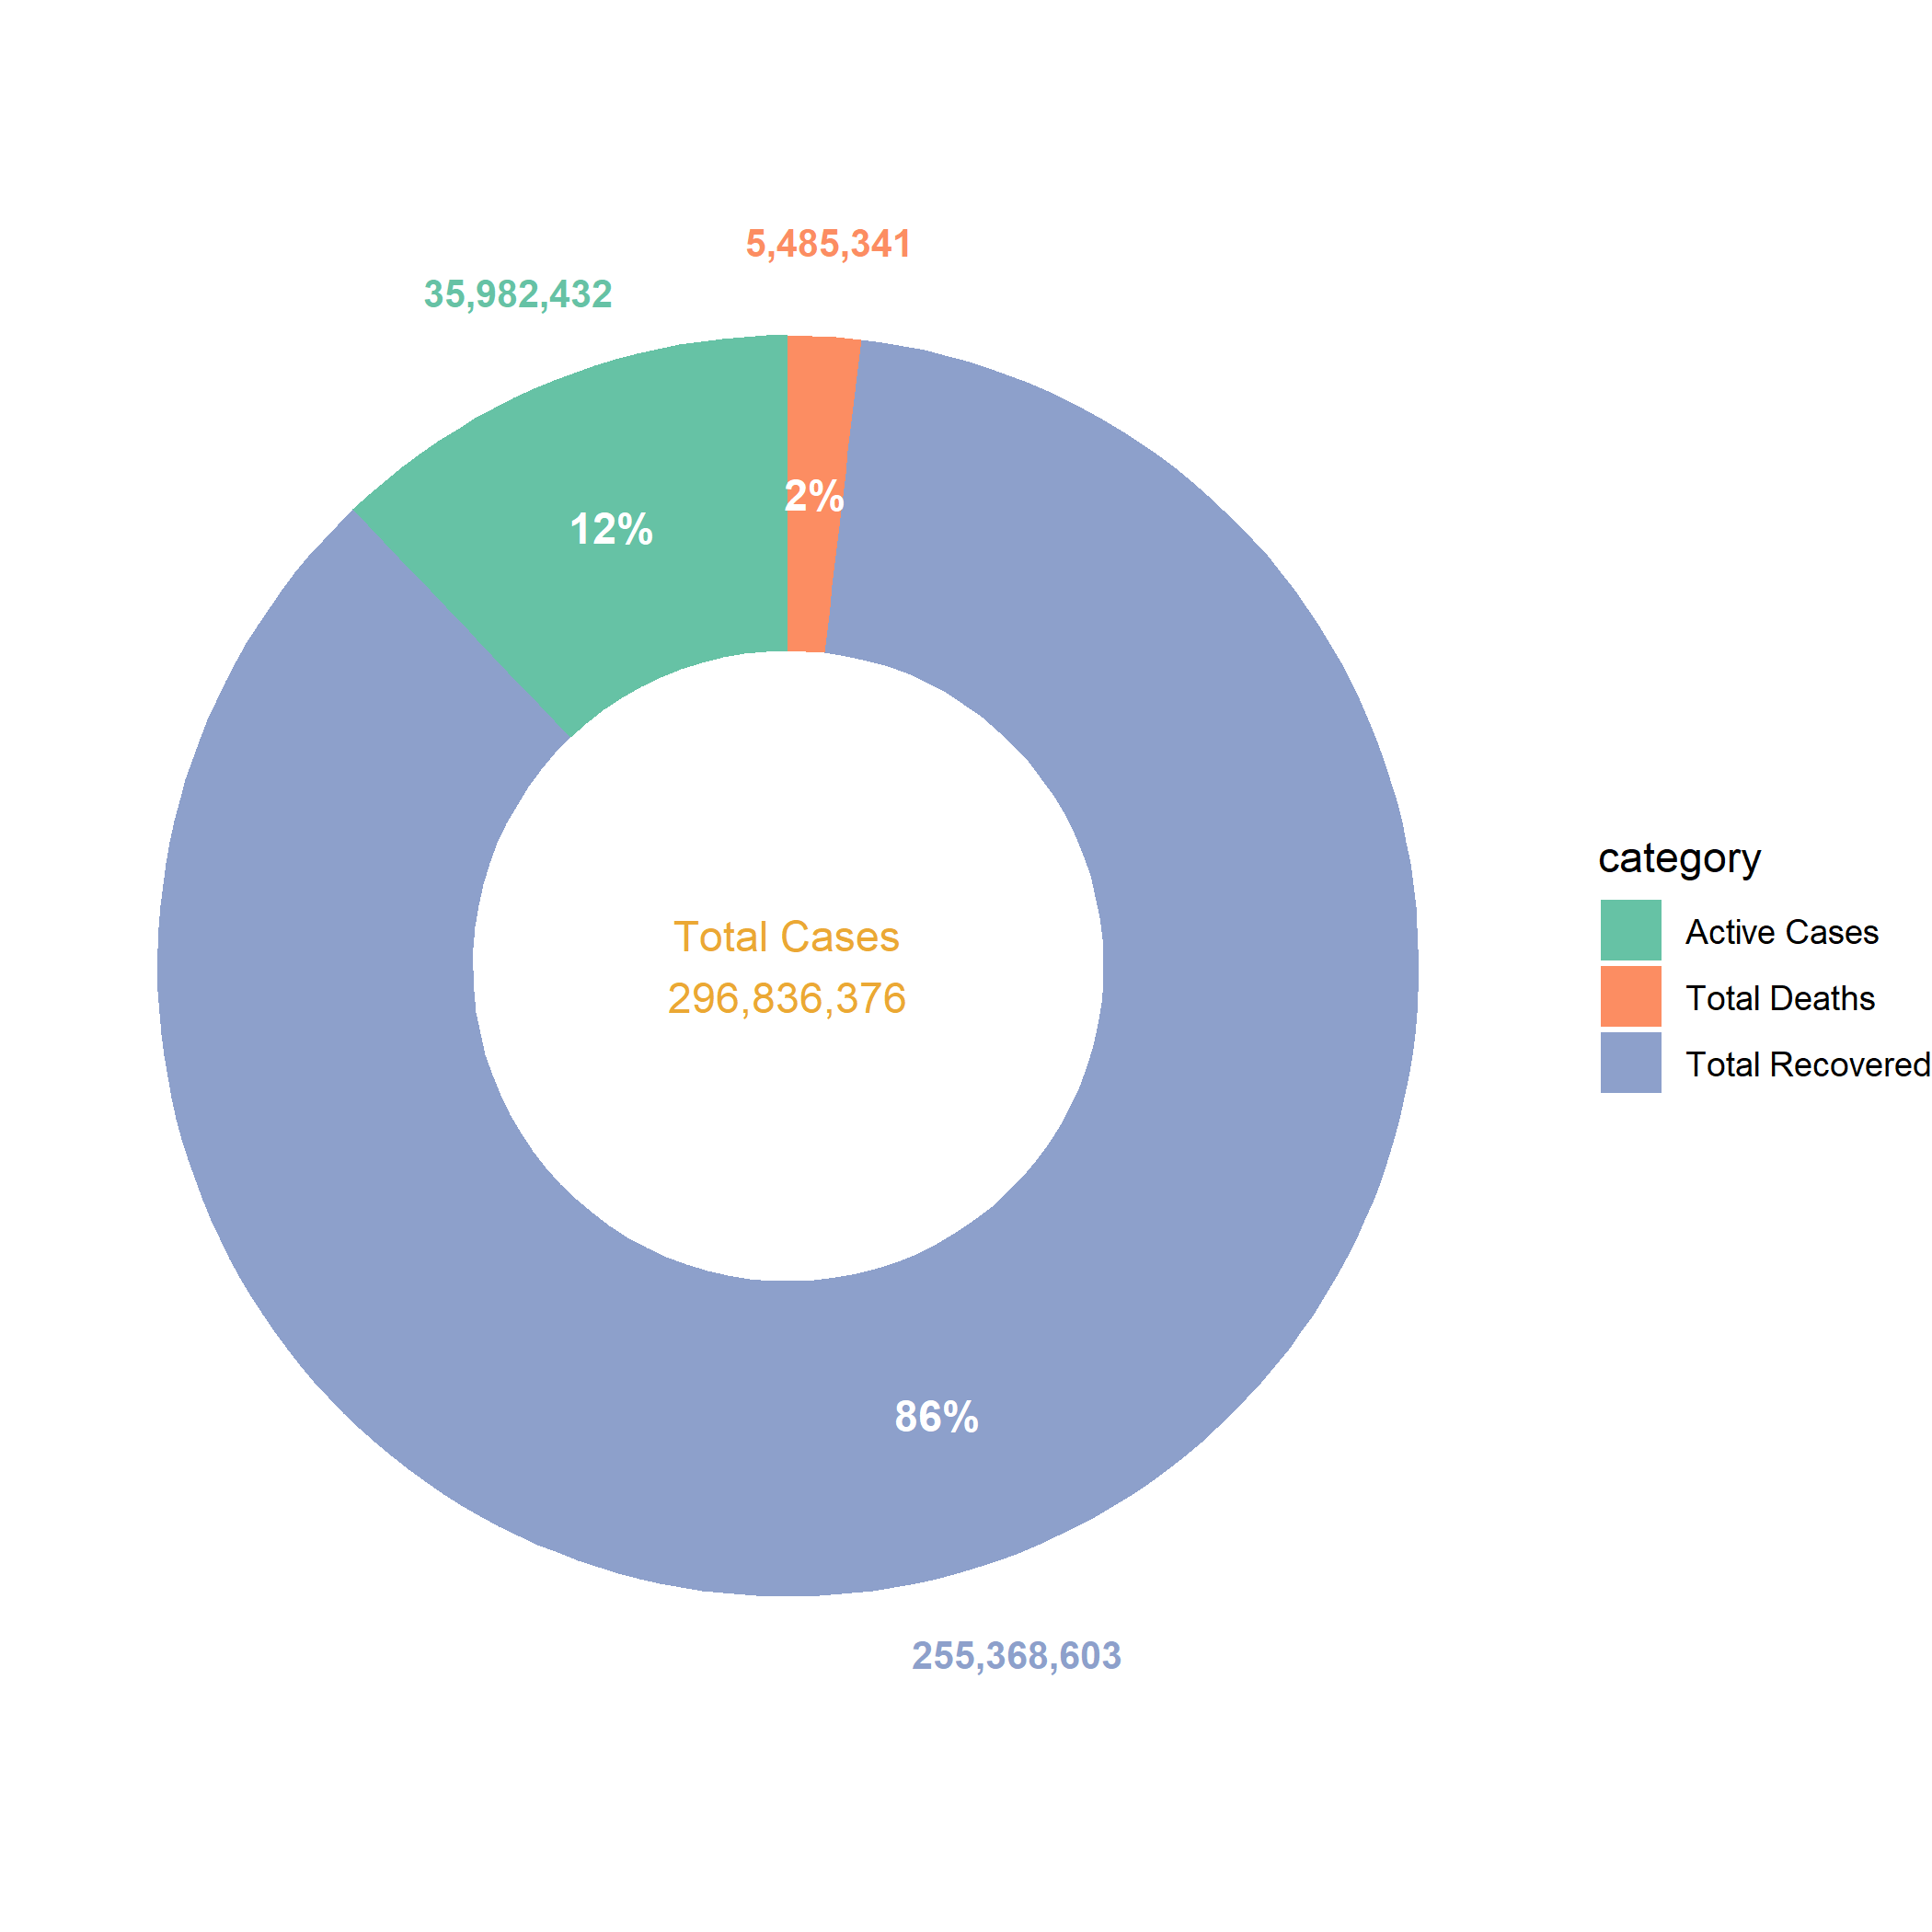 5,485,341
35,982,432
2%
12%
Total Cases
296,836,376
category
Active Cases
Total Deaths
Total Recovered
86%
255,368,603